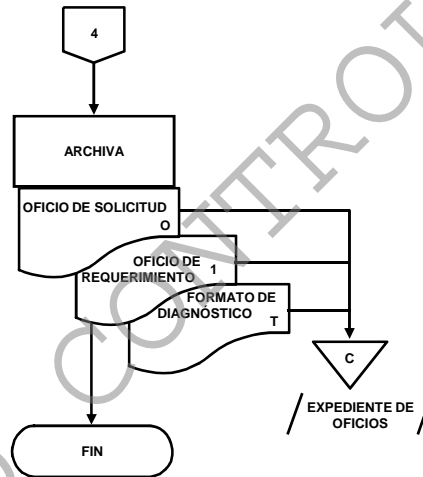 4
ARCHIVA
OFICIO DE SOLICITUD
O
OFICIO DE
REQUERIMIENTO 1
FORMATO DE
DIAGNÓSTICO
T
C
/ EXPEDIENTE DE /
OFICIOS
FIN
CONTROL